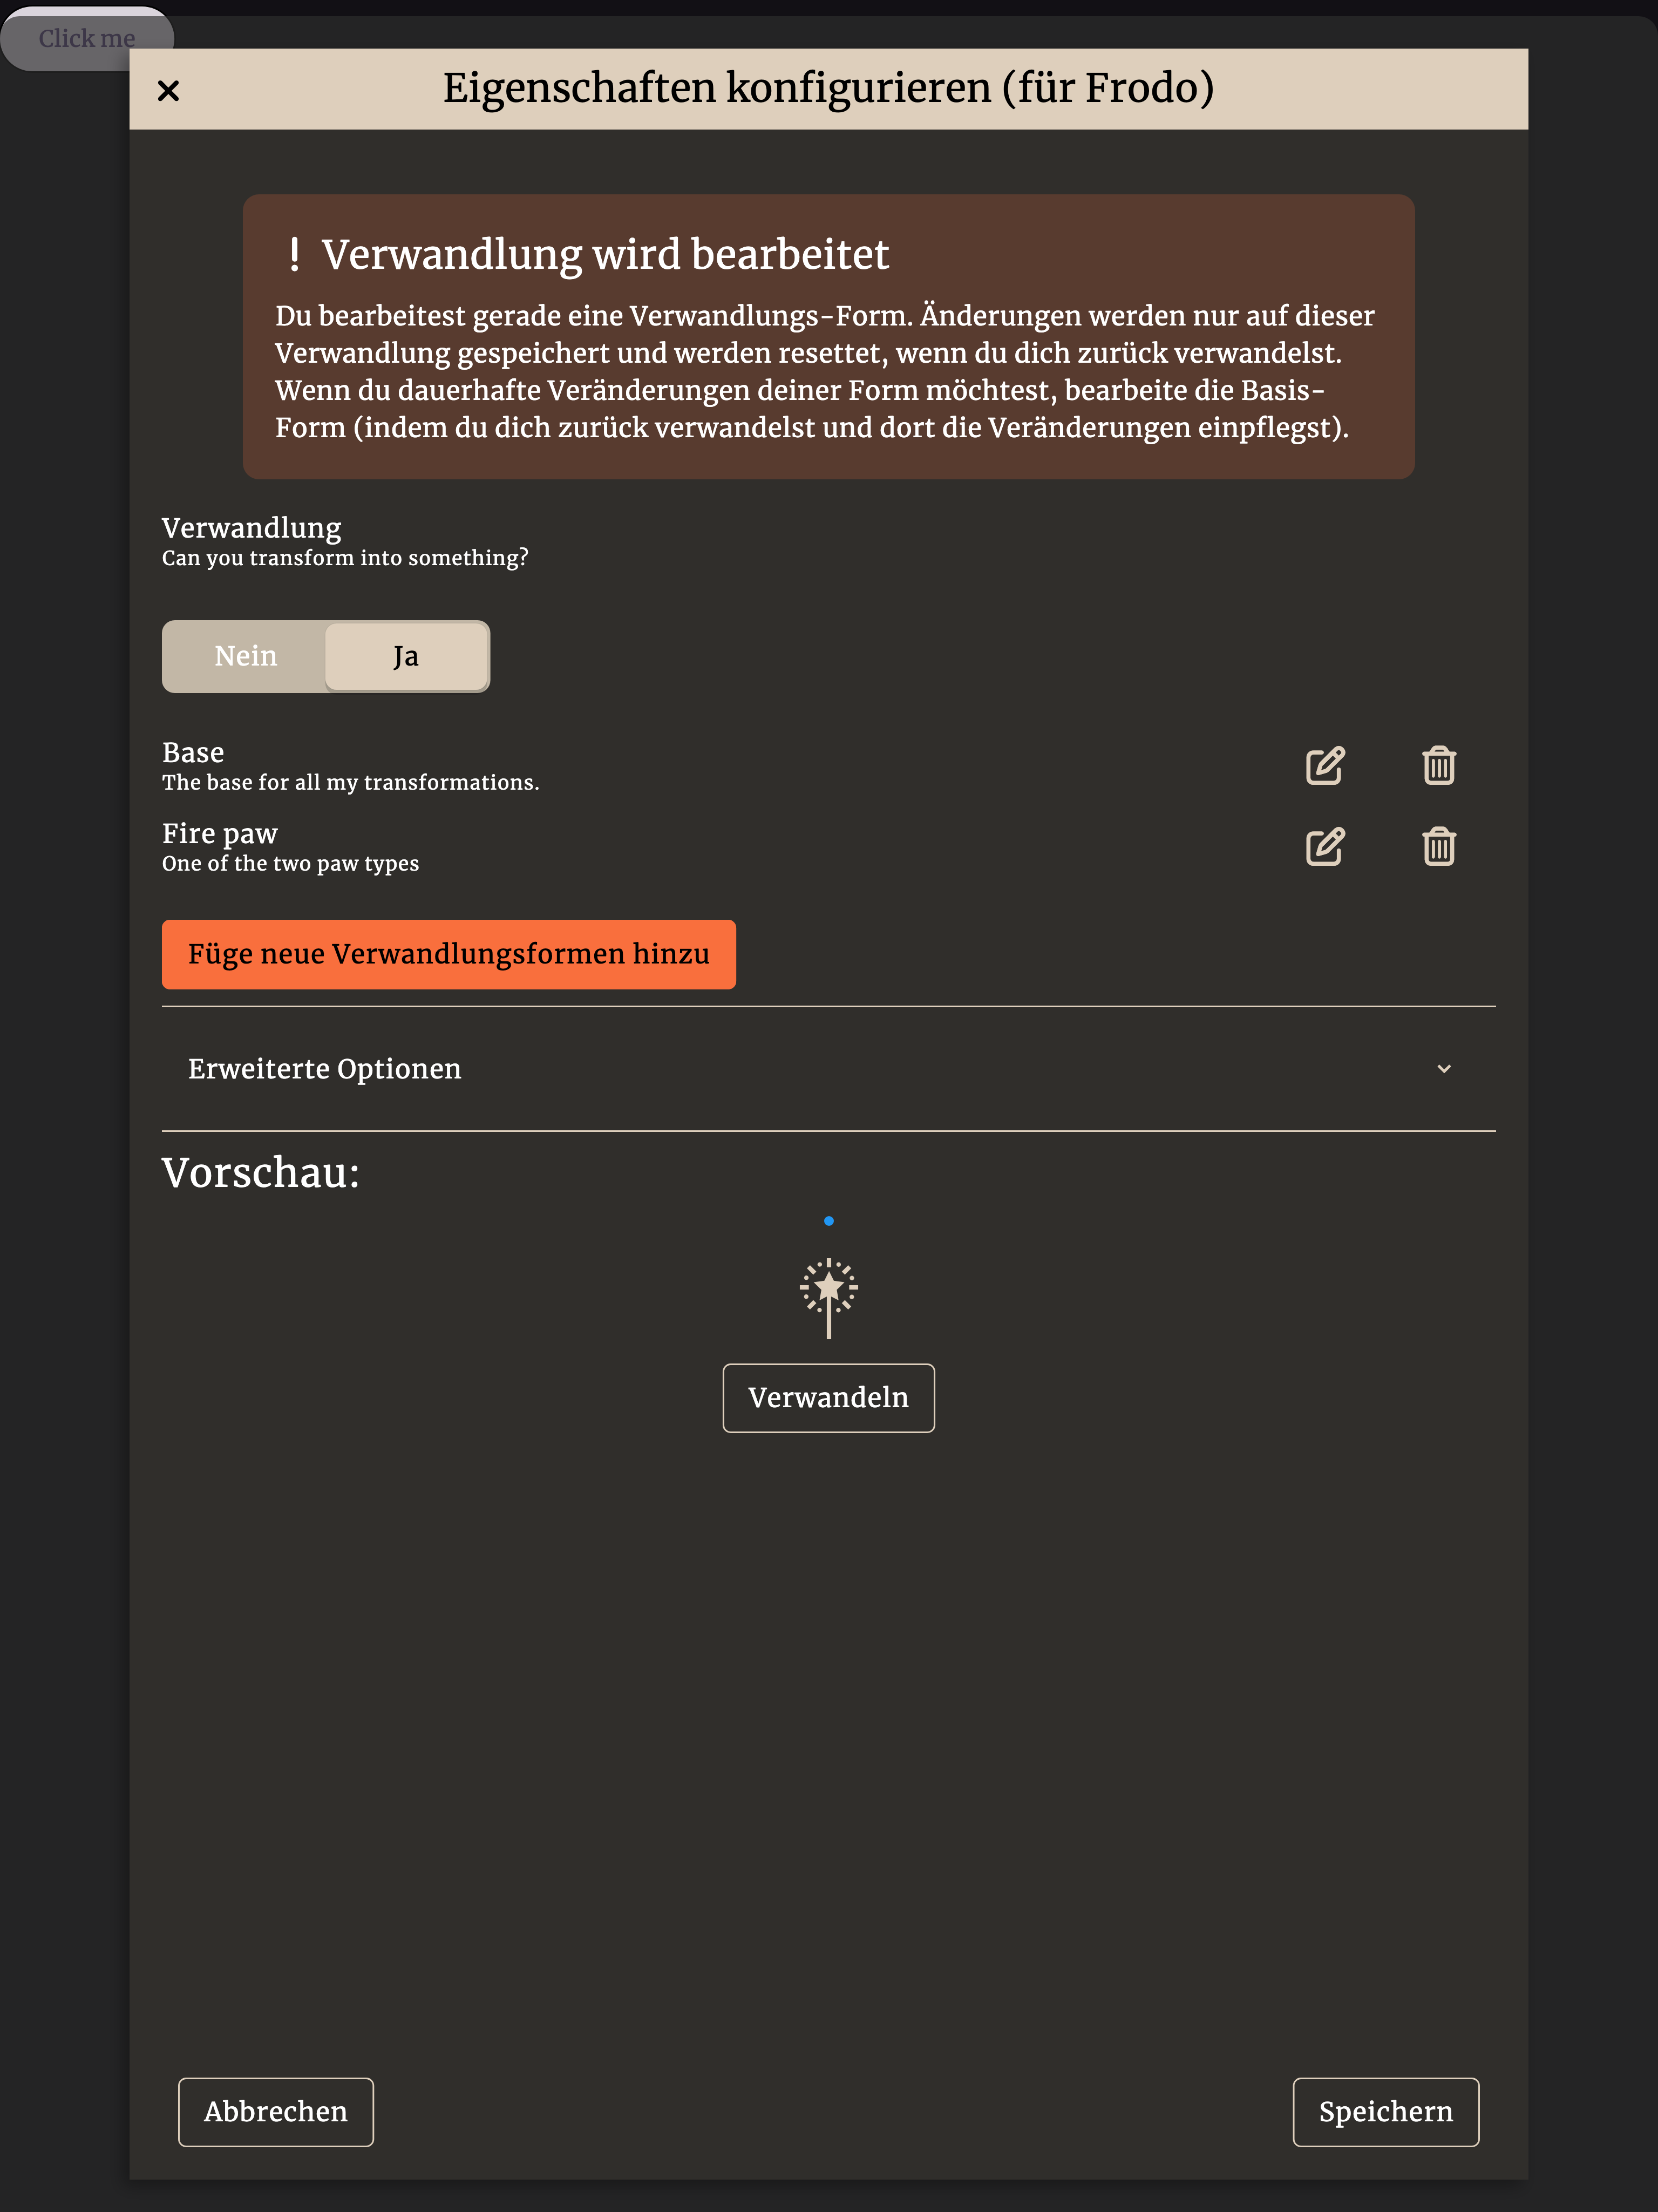 Click me
Eigenschaften konfigurieren (für Frodo)
! Verwandlung wird bearbeitet
Du bearbeitest gerade eine Verwandlungs-Form. Änderungen werden nur auf dieser
Verwandlung gespeichert und werden resettet, wenn du dich zurück verwandelst.
Wenn du dauerhafte Veränderungen deiner Form möchtest, bearbeite die Basis-
Form (indem du dich zurück verwandelst und dort die Veränderungen einpflegst).
Verwandlung
Can you transform into something?
Nein Ja
Base
The base for all my transformations.
Fire paw
One of the two paw types
Füge neue Verwandlungsformen hinzu
Erweiterte Optionen
Vorschau:
Verwandeln
Abbrechen Speichern